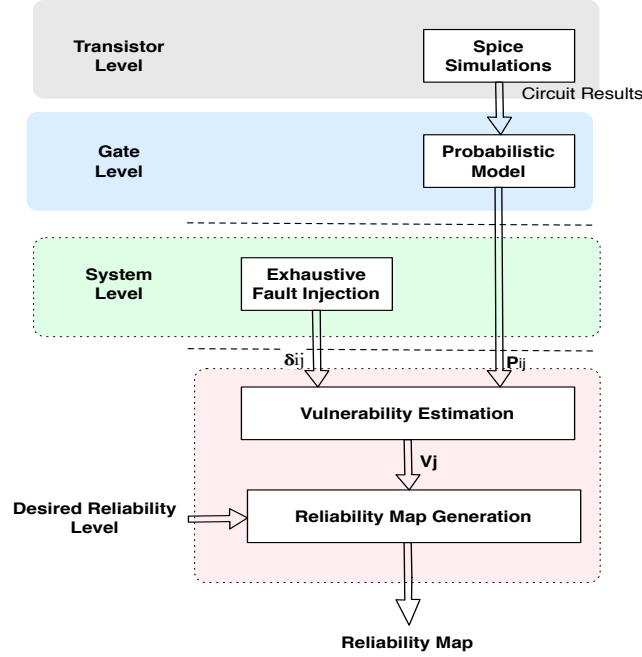 Transistor
Level
Spice
Simulations
Circuit Results
Gate
Level
Probabilistic
Model
System
Level
Exhaustive
Fault Injection
δij
Pij
Vulnerability Estimation
Vj
Desired Reliability
Level
Reliability Map Generation
Reliability Map